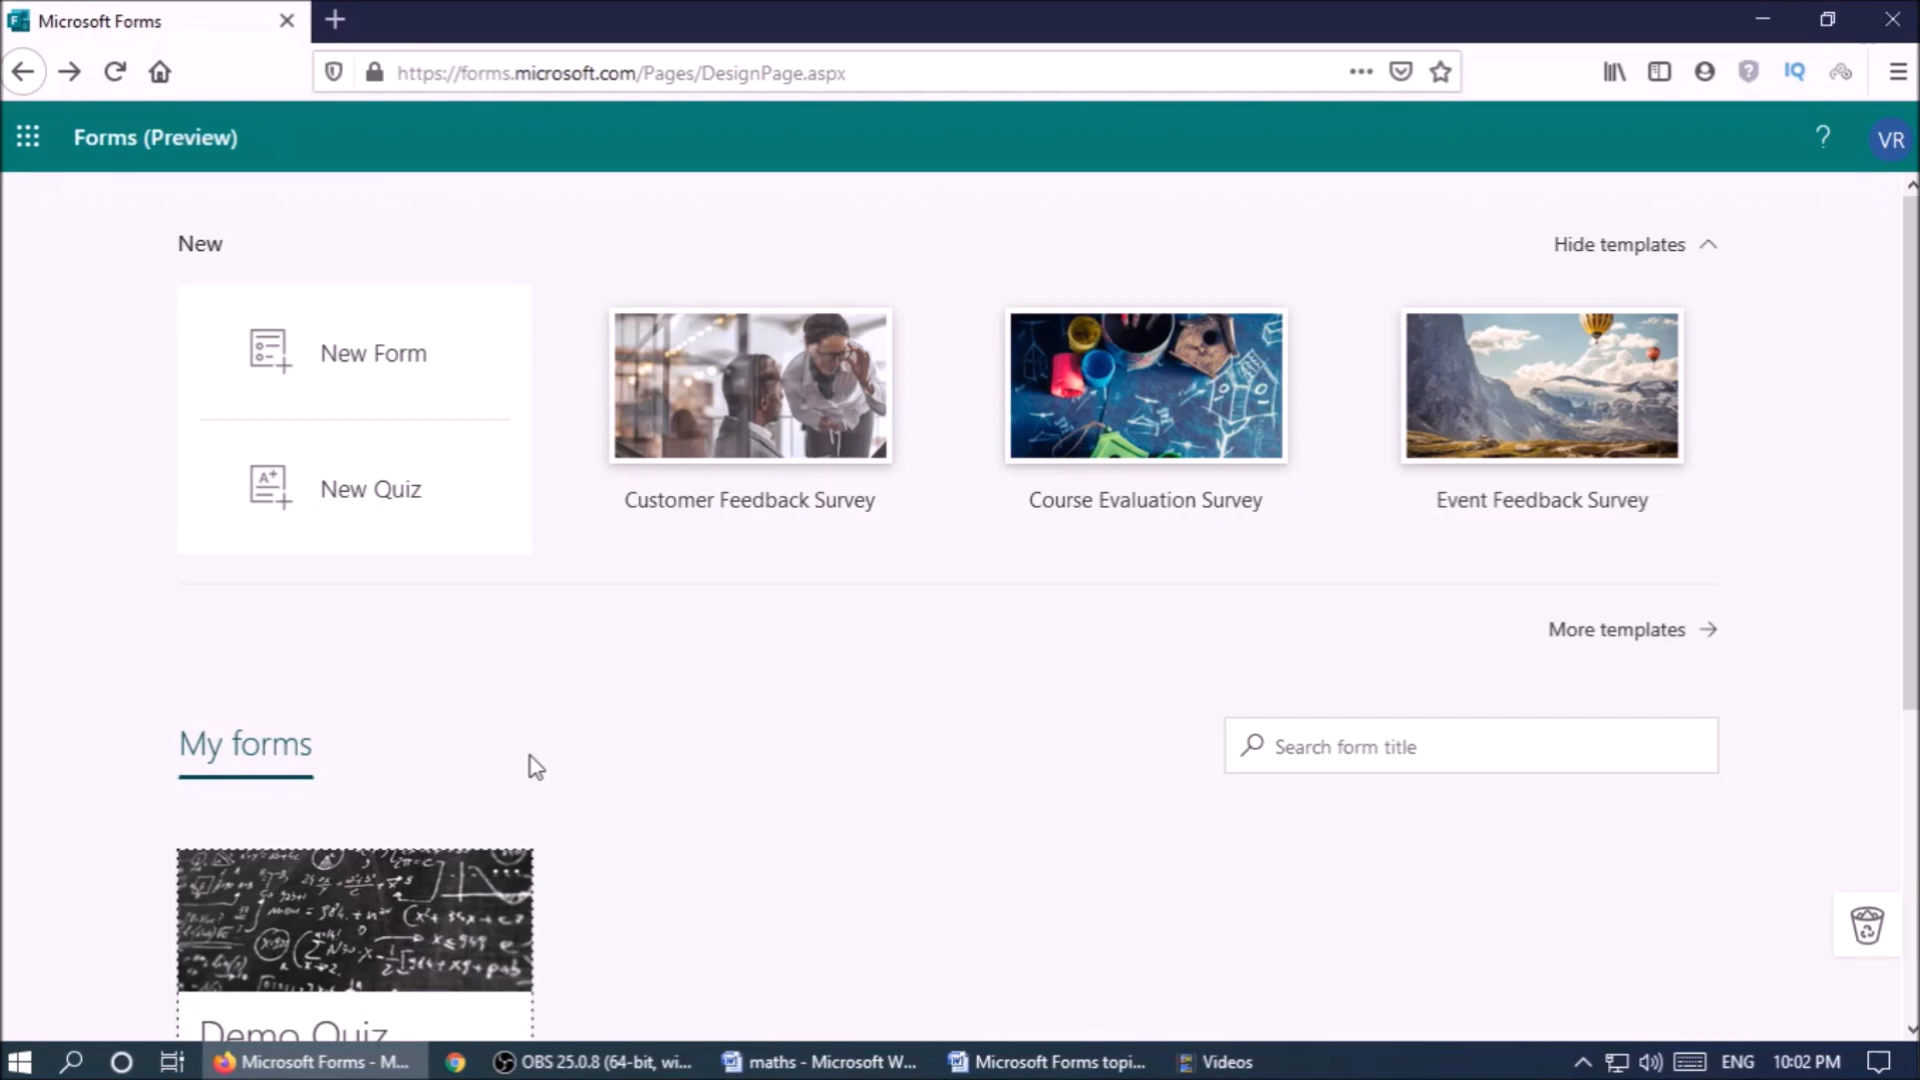 Microsoft Forms
https://forms.microsoft.com/Pages/DesignPage.aspx
Forms (Preview)
?
VR
New
Hide templates
New Form
New Quiz
Customer Feedback Survey
Course Evaluation Survey
Event Feedback Survey
More templates
My forms
Search form title
Demo Quiz
Microsoft Forms - M...
OBS 25.0.8 (64-bit, wi...
maths - Microsoft W...
Microsoft Forms topi...
Videos
ENG
10:02 PM